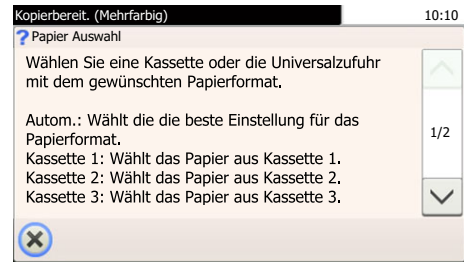 Kopierbereit. (Mehrfarbig) 10:10
? Papier Auswahl
Wählen Sie eine Kassette oder die Universalzufuhr
mit dem gewünschten Papierformat.
Autom.: Wählt die die beste Einstellung für das
Papierformat.
1/2
Kassette 1: Wählt das Papier aus Kassette 1.
Kassette 2: Wählt das Papier aus Kassette 2.
Kassette 3: Wählt das Papier aus Kassette 3.